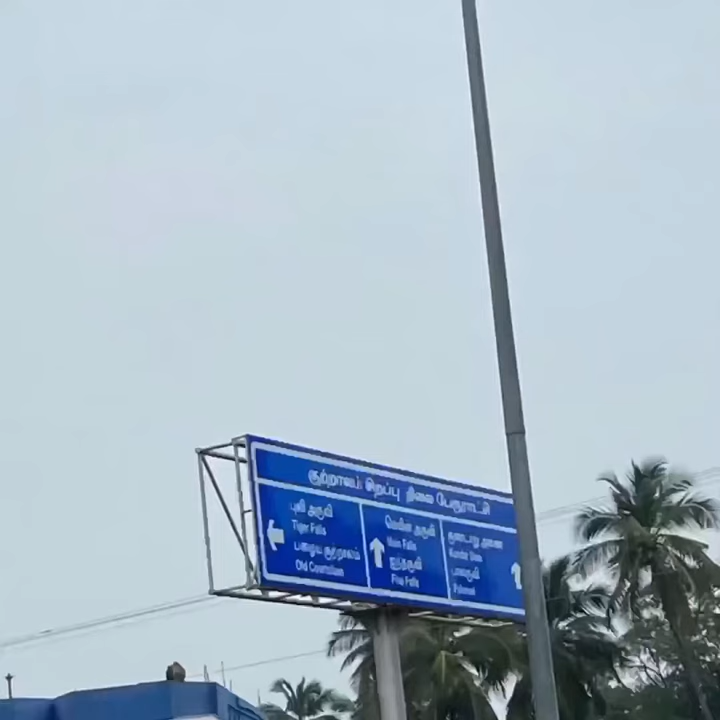 குற்றாலம் சிறப்பு நிலை பேரூராட்சி
புலி அருவி
Tiger Falls
பழைய குற்றாலம்
Old Courtallam
மெயின் அருவி
Main Falls
ஐந்தருவி
Five Falls
குண்டாறு அணை
Kundar Dam
பாலருவி
Palaruvi